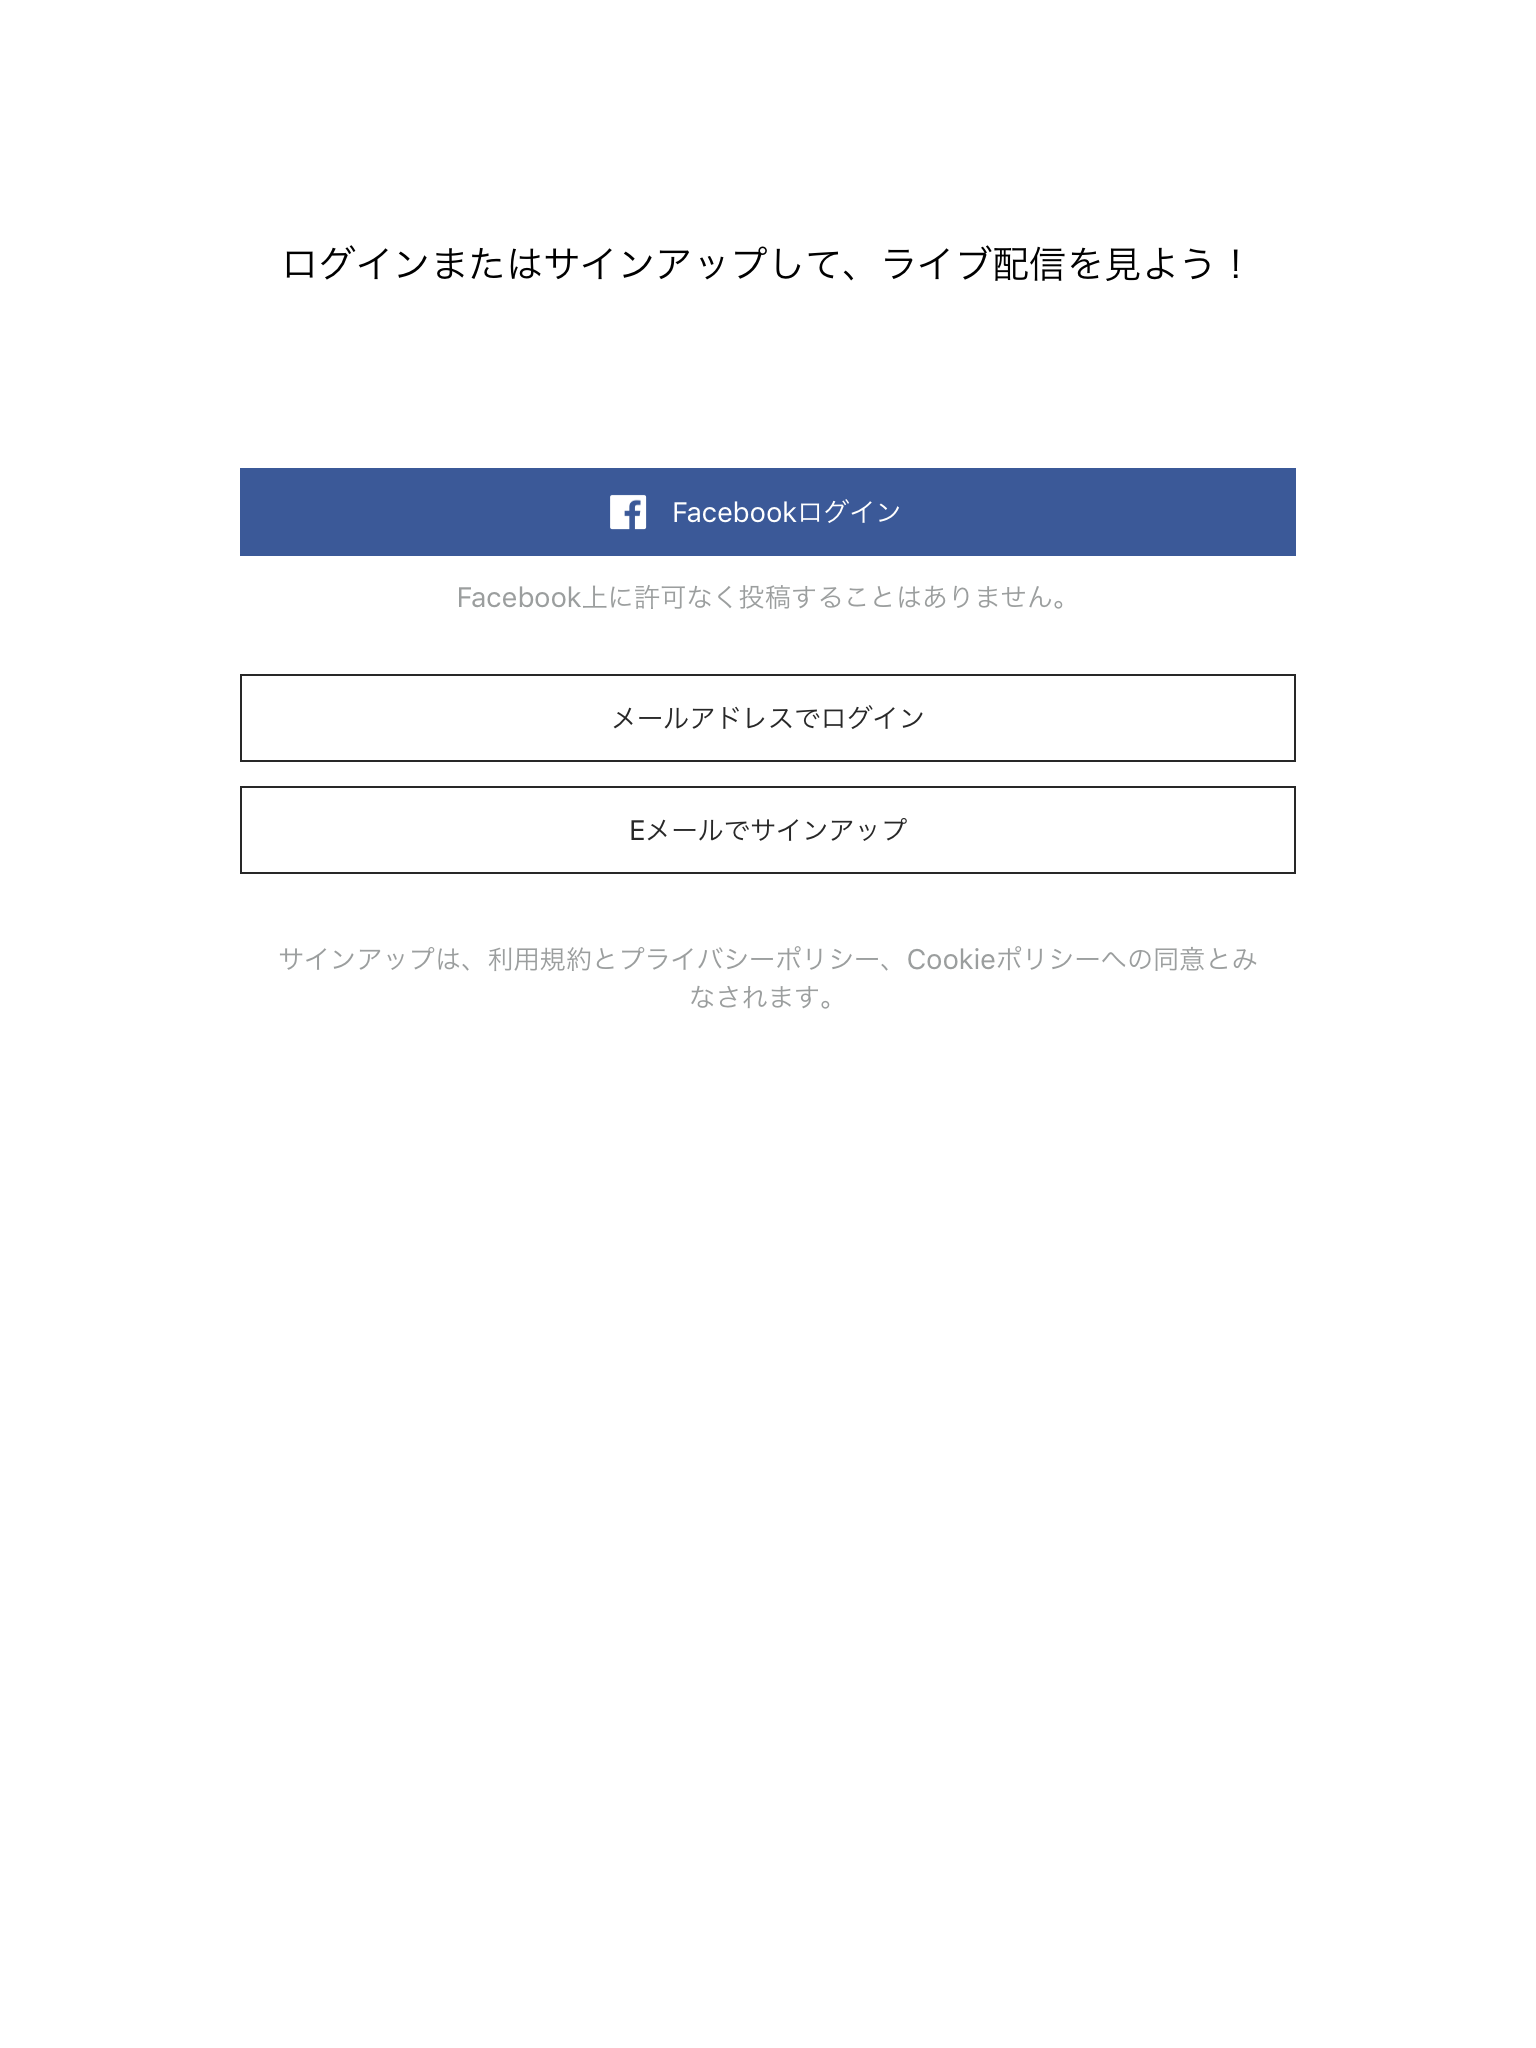 ログインまたはサインアップして、ライブ配信を見よう！
Facebookログイン
Facebook上に許可なく投稿することはありません。
メールアドレスでログイン
Eメールでサインアップ
サインアップは、利用規約とプライバシーポリシー、Cookieポリシーへの同意とみ
なされます。